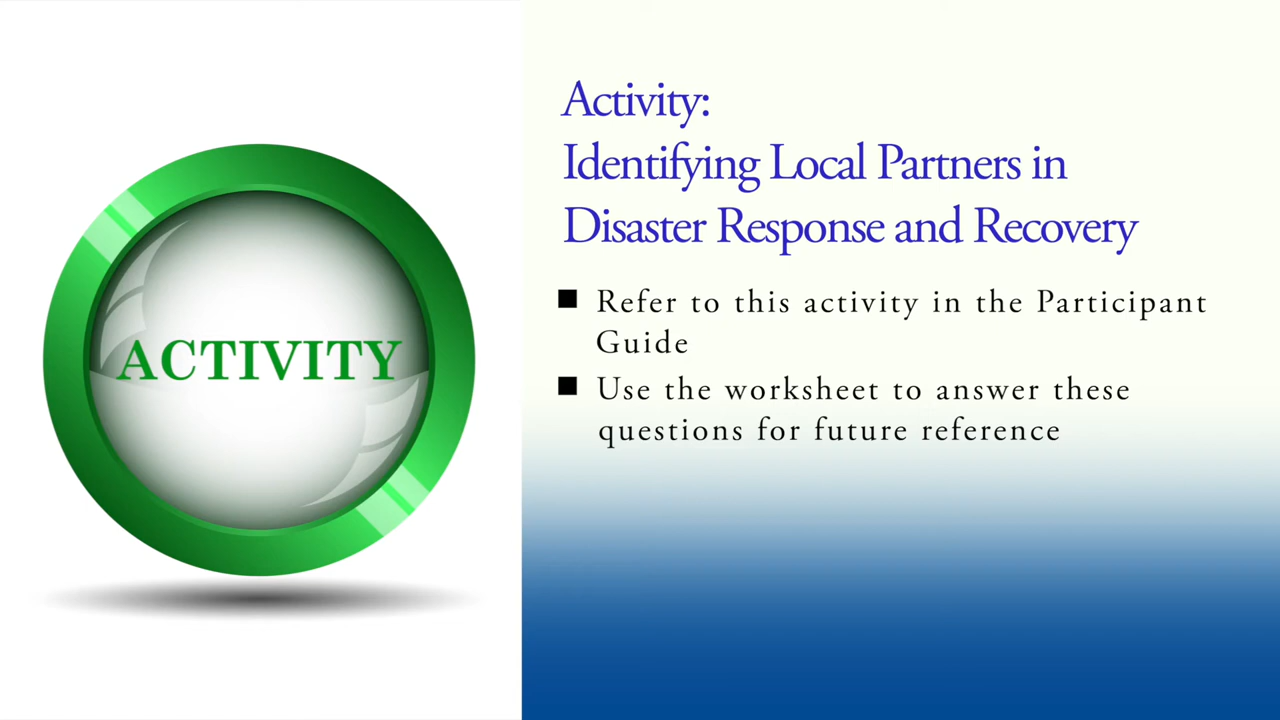 ACTIVITY
Activity:
Identifying Local Partners in
Disaster Response and Recovery
■ Refer to this activity in the Participant
Guide
■ Use the worksheet to answer these
questions for future reference